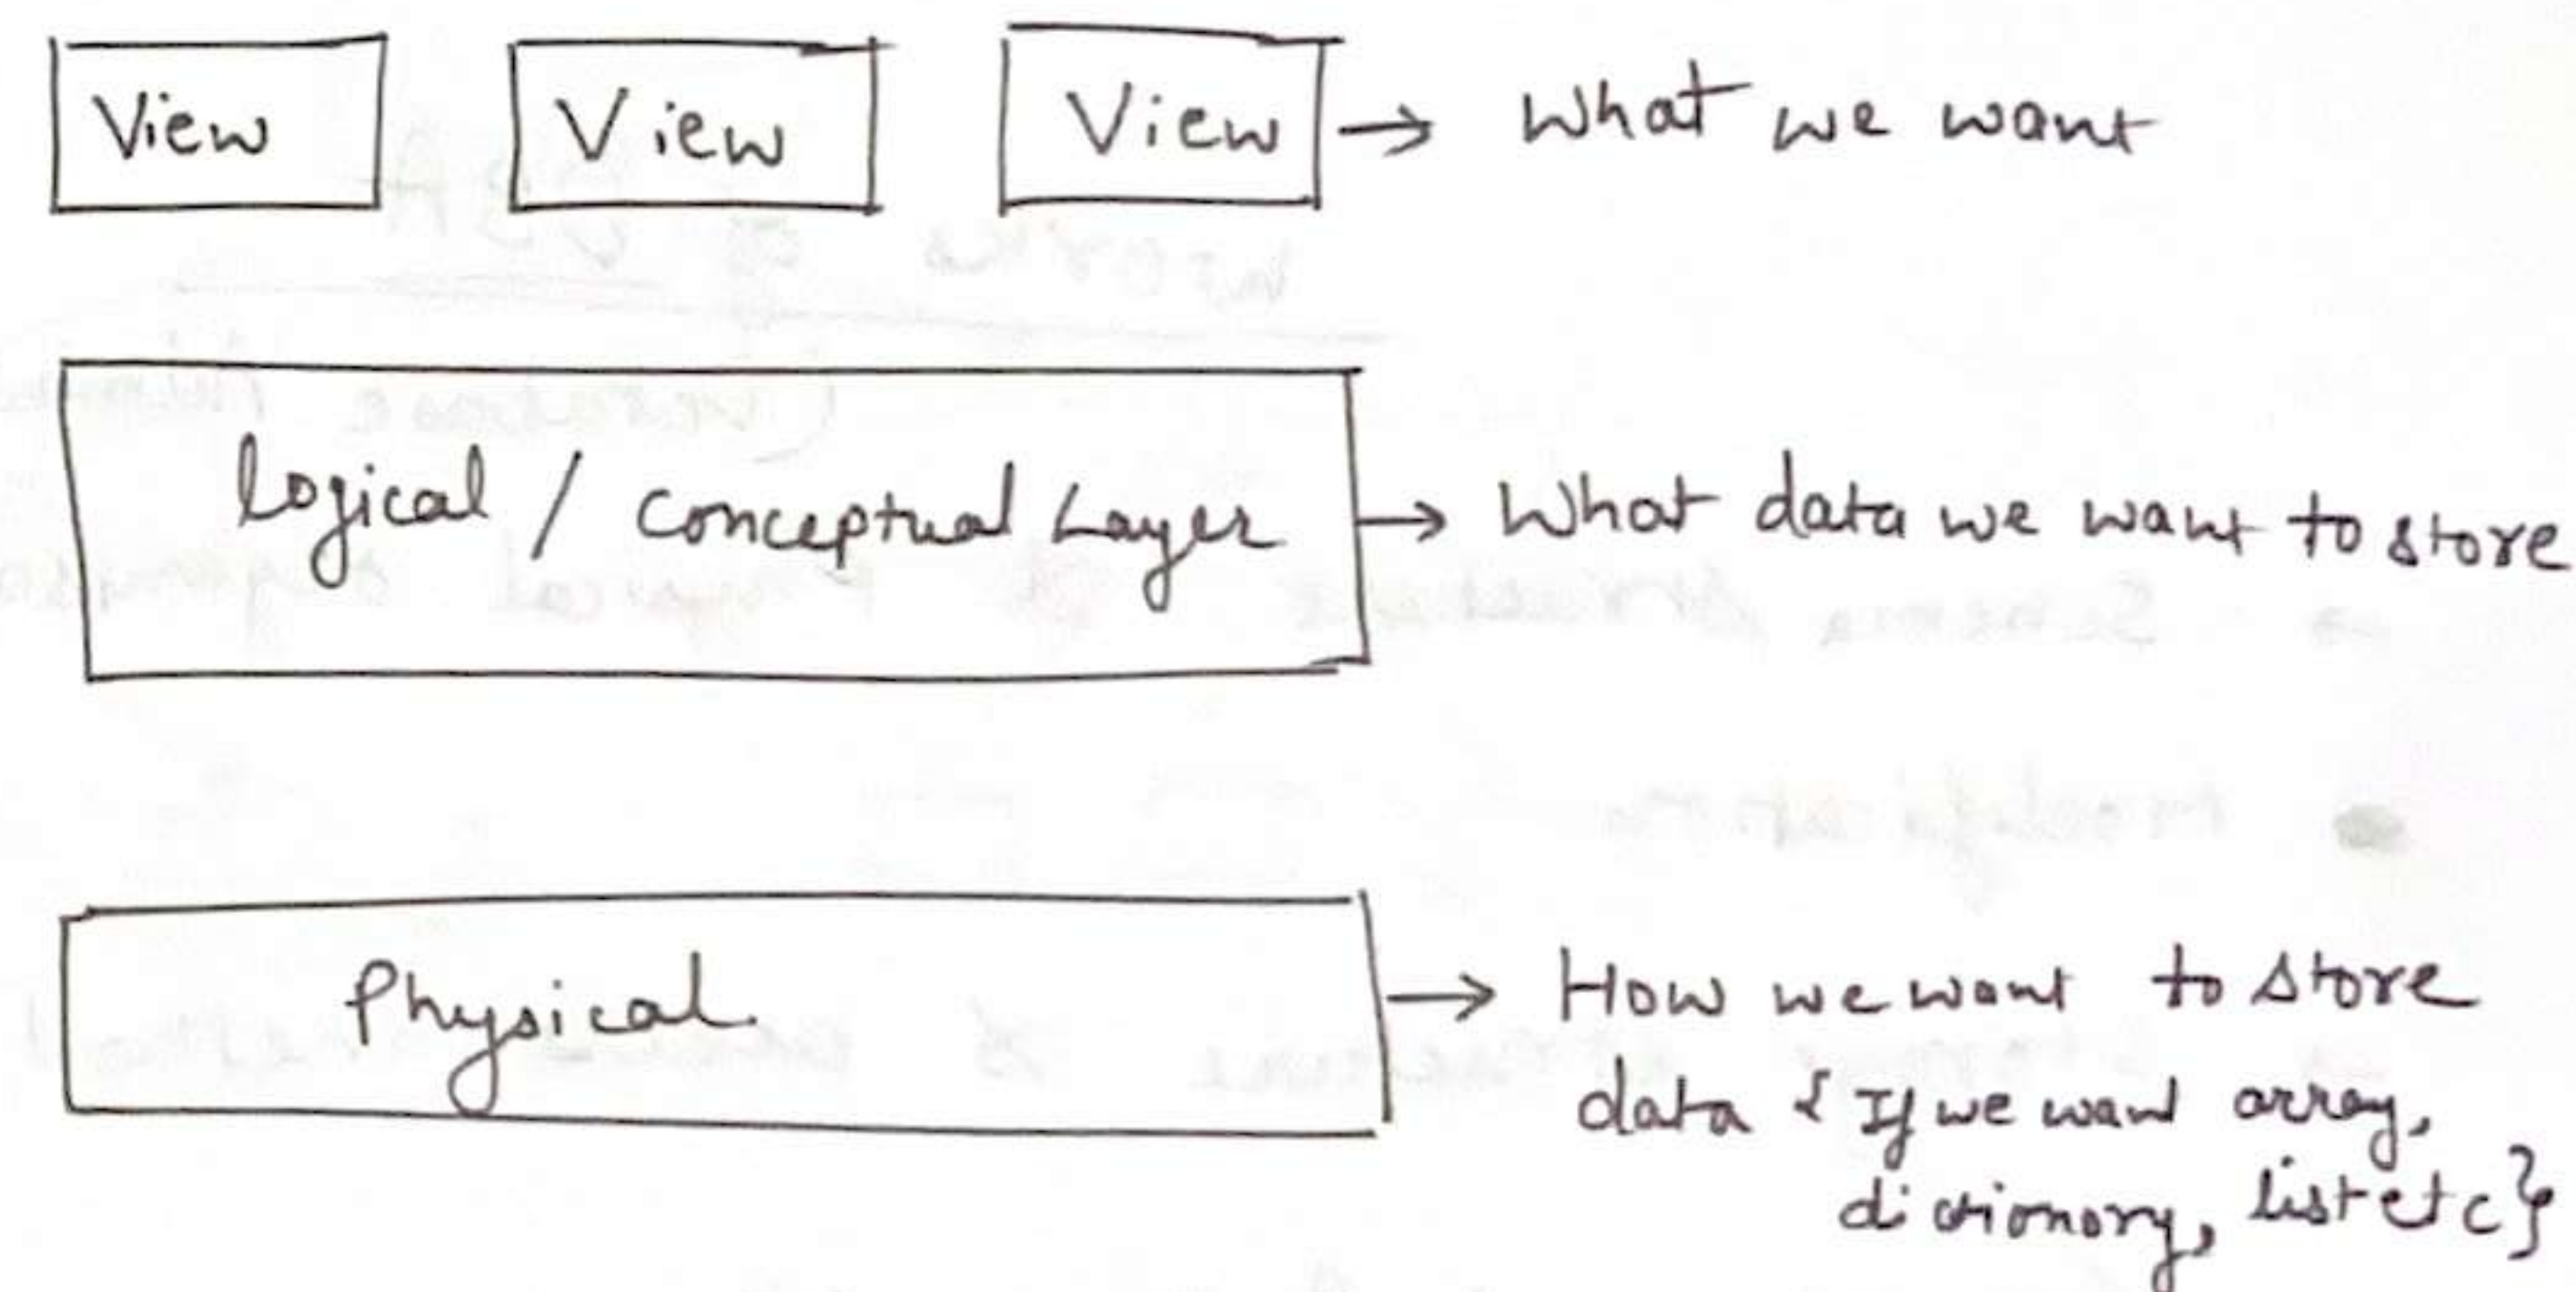 View View View → What we want
Logical / Conceptual Layer → What data we want to store
Physical → How we want to store
data { If we want array,
dictionary, list etc }